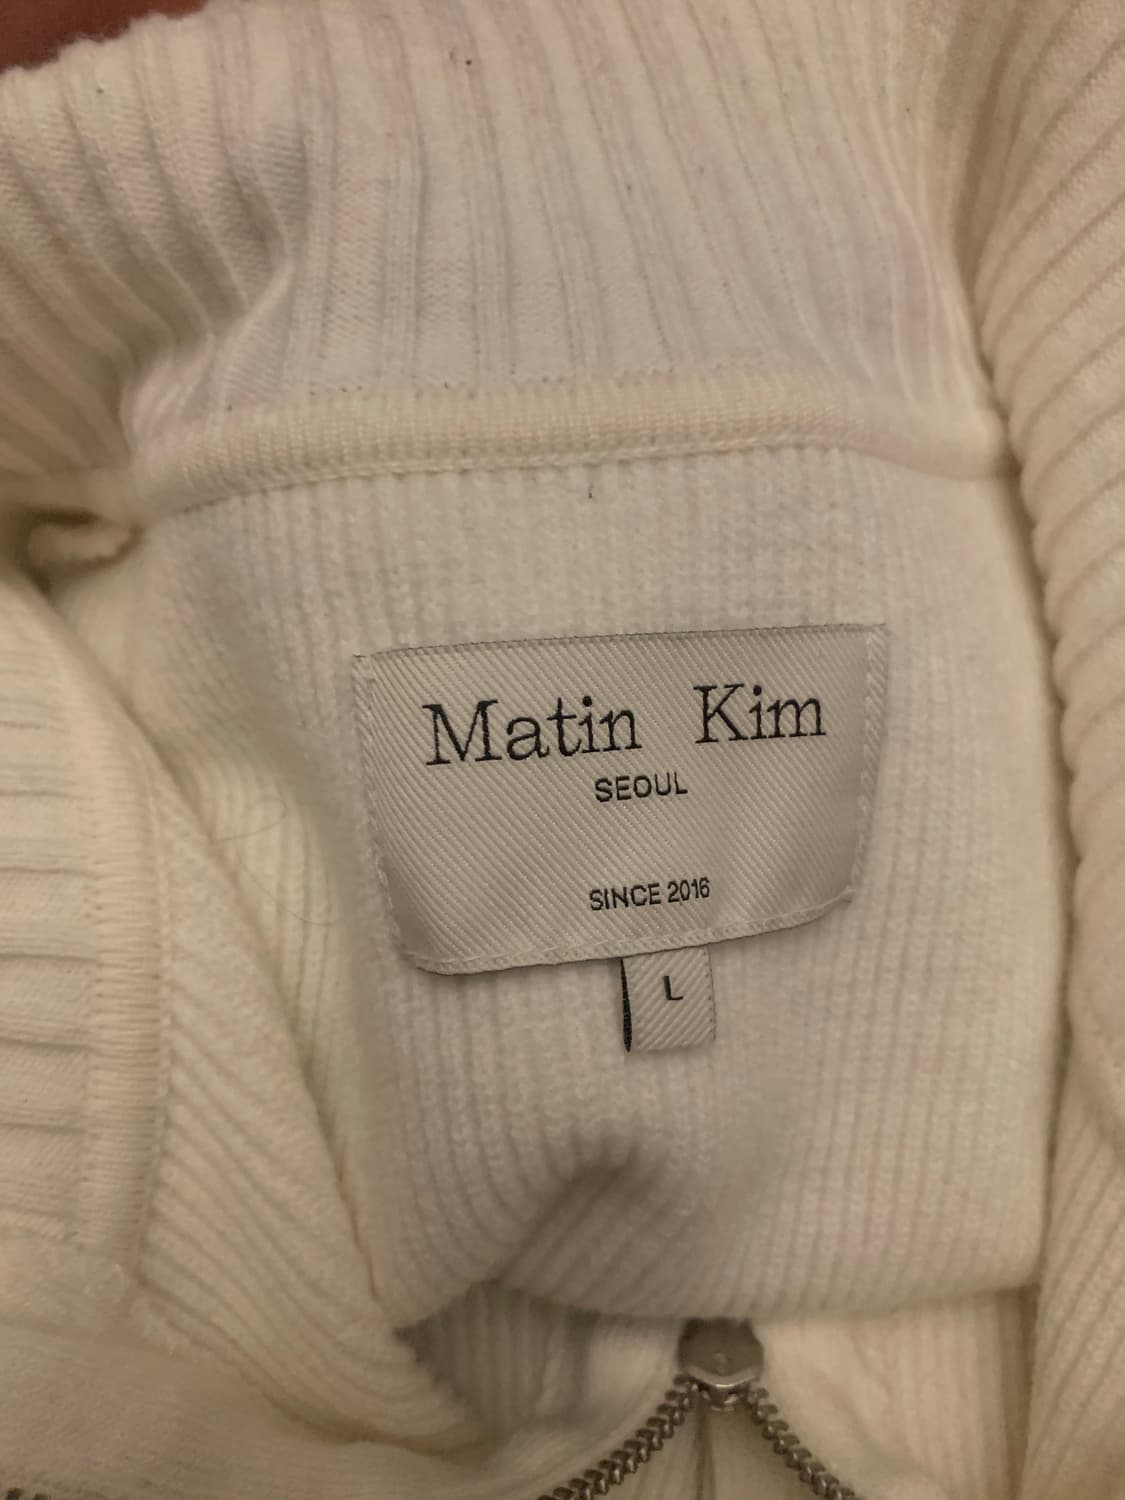 Matin Kim
SEOUL
SINCE 2016
L